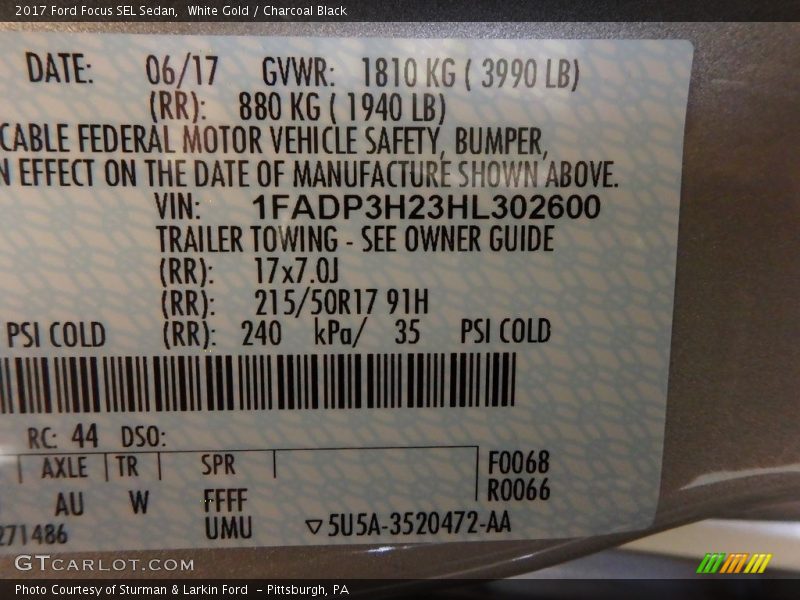 2017 Ford Focus SEL Sedan, White Gold / Charcoal Black
DATE: 06/17 GVWR: 1810 KG ( 3990 LB)
(RR): 880 KG ( 1940 LB)
CABLE FEDERAL MOTOR VEHICLE SAFETY, BUMPER,
N EFFECT ON THE DATE OF MANUFACTURE SHOWN ABOVE.
VIN: 1FADP3H23HL302600
TRAILER TOWING - SEE OWNER GUIDE
(RR): 17x7.0J
(RR): 215/50R17 91H
PSI COLD (RR): 240 kPa/ 35 PSI COLD
RC: 44 DSO:
AXLE TR SPR F0068
R0066
AU W FFFF
271486 UMU ▽5U5A-3520472-AA
GTCARLOT.COM
Photo Courtesy of Sturman & Larkin Ford - Pittsburgh, PA